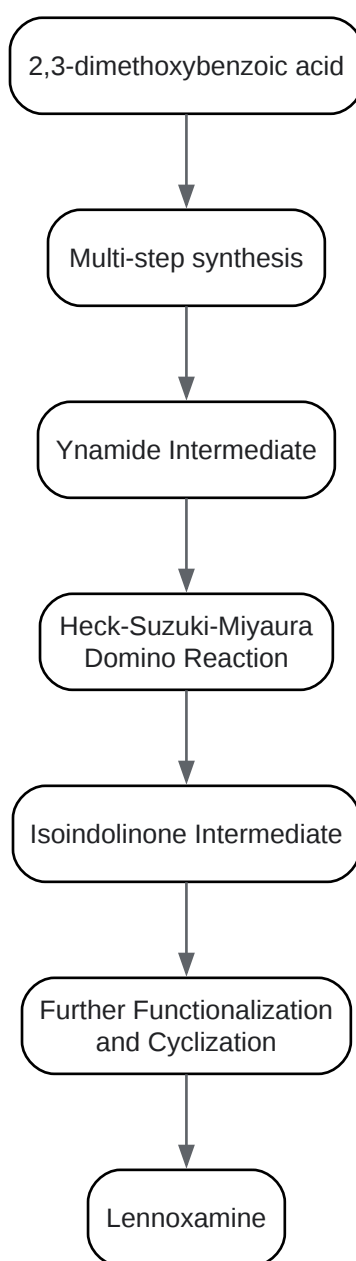 2,3-dimethoxybenzoic acid
Multi-step synthesis
Ynamide Intermediate
Heck-Suzuki-Miyaura
Domino Reaction
Isoindolinone Intermediate
Further Functionalization
and Cyclization
Lennoxamine